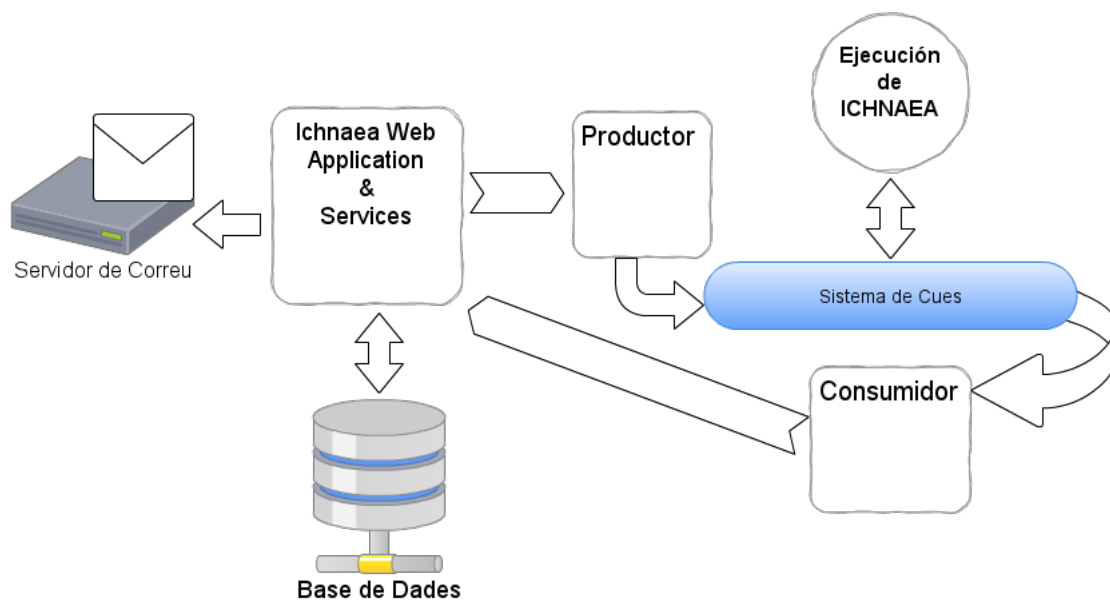 Ejecución
de
ICHNAEA
Ichnaea Web
Application
&
Services
Productor
Servidor de Correu
Sistema de Cues
Consumidor
Base de Dades